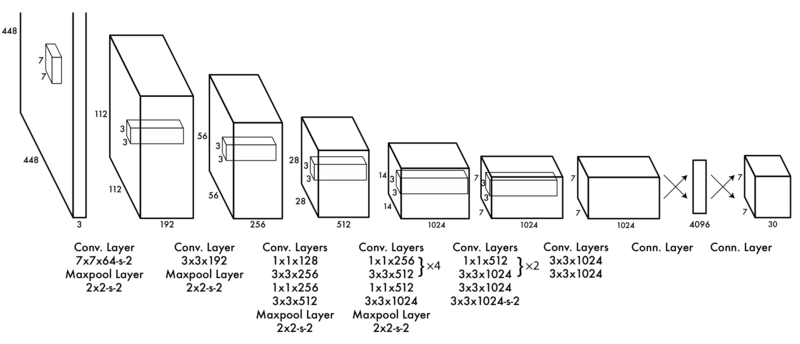 448
7
7
448
3
112
3
3
112
192
56
3
3
56
256
28
3
3
28
512
14
3
3
14
1024
7
3
3
7
1024
7
7
1024
4096
7
7
30
Conv. Layer
7x7x64-s-2
Maxpool Layer
2x2-s-2
Conv. Layer
3x3x192
Maxpool Layer
2x2-s-2
Conv. Layers
1x1x128
3x3x256
1x1x256
3x3x512
Maxpool Layer
2x2-s-2
Conv. Layers
1x1x256
3x3x512
} ×4
1x1x512
3x3x1024
Maxpool Layer
2x2-s-2
Conv. Layers
1x1x512
3x3x1024
} ×2
3x3x1024
3x3x1024-s-2
Conv. Layers
3x3x1024
3x3x1024
Conn. Layer
Conn. Layer